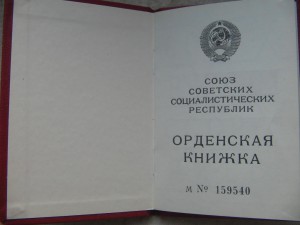 СОЮЗ
СОВЕТСКИХ
СОЦИАЛИСТИЧЕСКИХ
РЕСПУБЛИК
ОРДЕНСКАЯ
КНИЖКА
М № 159540